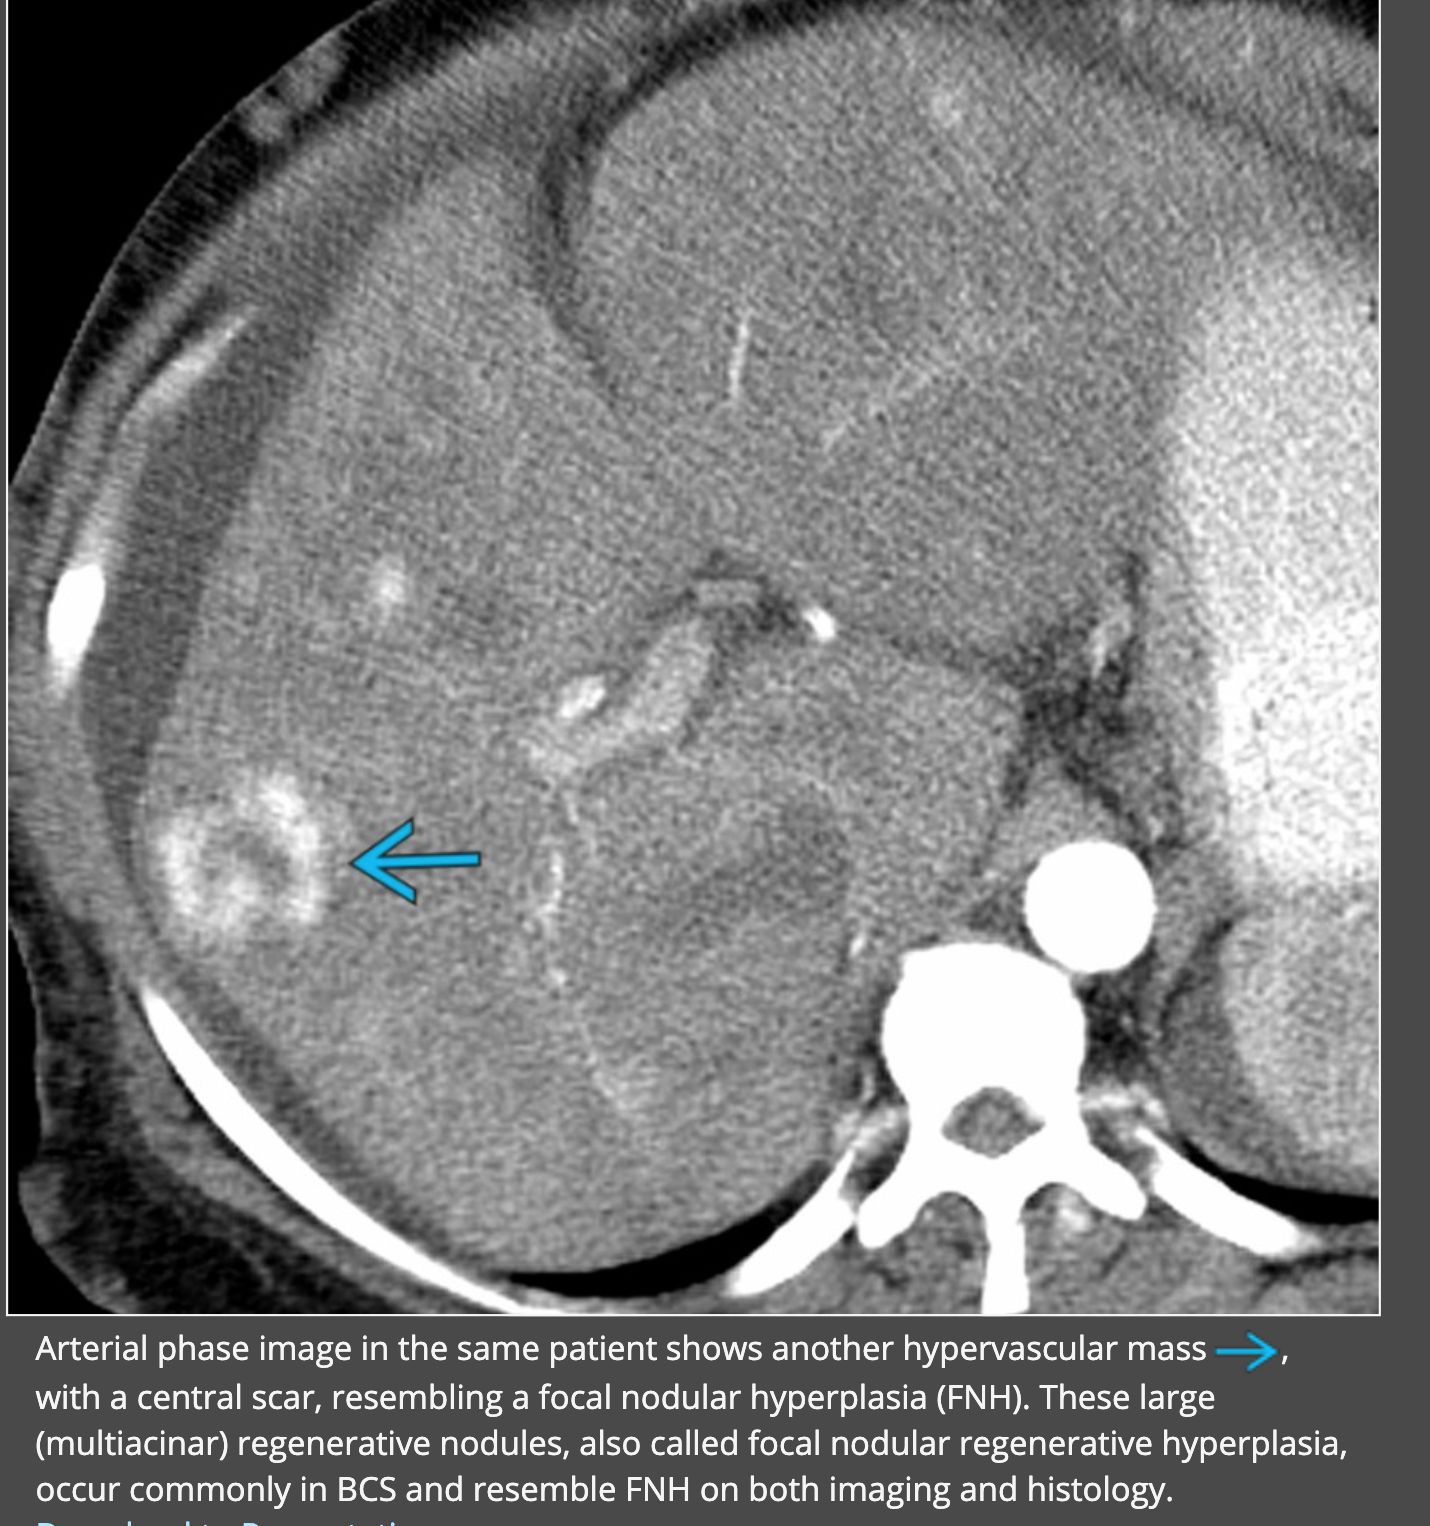 Arterial phase image in the same patient shows another hypervascular mass →,
with a central scar, resembling a focal nodular hyperplasia (FNH). These large
(multiacinar) regenerative nodules, also called focal nodular regenerative hyperplasia,
occur commonly in BCS and resemble FNH on both imaging and histology.